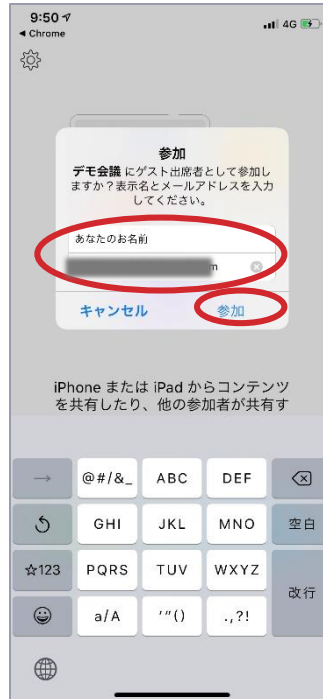 9:50
4G
◀ Chrome
参加
デモ会議 にゲスト出席者として参加し
ますか？表示名とメールアドレスを入力
してください。
あなたのお名前
m
キャンセル
参加
iPhone または iPad からコンテンツ
を共有したり、他の参加者が共有す
→
@#/&_
ABC
DEF
GHI
JKL
MNO
空白
☆123
PQRS
TUV
WXYZ
改行
a/A
'"()
.,?!